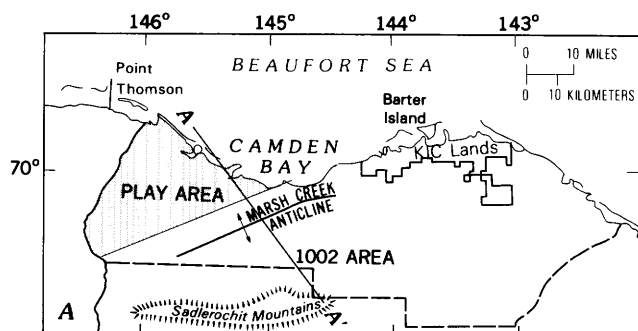 146° 145° 144° 143°
Point
Thomson
BEAUFORT SEA
0 10 MILES
0 10 KILOMETERS
Barter
Island
A
CAMDEN
BAY
KIC Lands
70°
PLAY AREA
MARSH CREEK
ANTICLINE
1002 AREA
Sadlerochit Mountains
A
A'